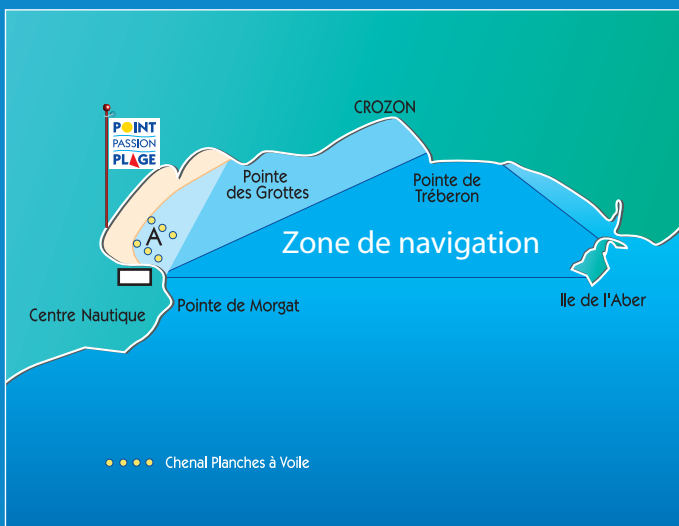 CROZON
POINT
PASSION
PLAGE
Pointe
des Grottes
Pointe de
Tréberon
A
Zone de navigation
Ile de l'Aber
Centre Nautique
Pointe de Morgat
Chenal Planches à Voile